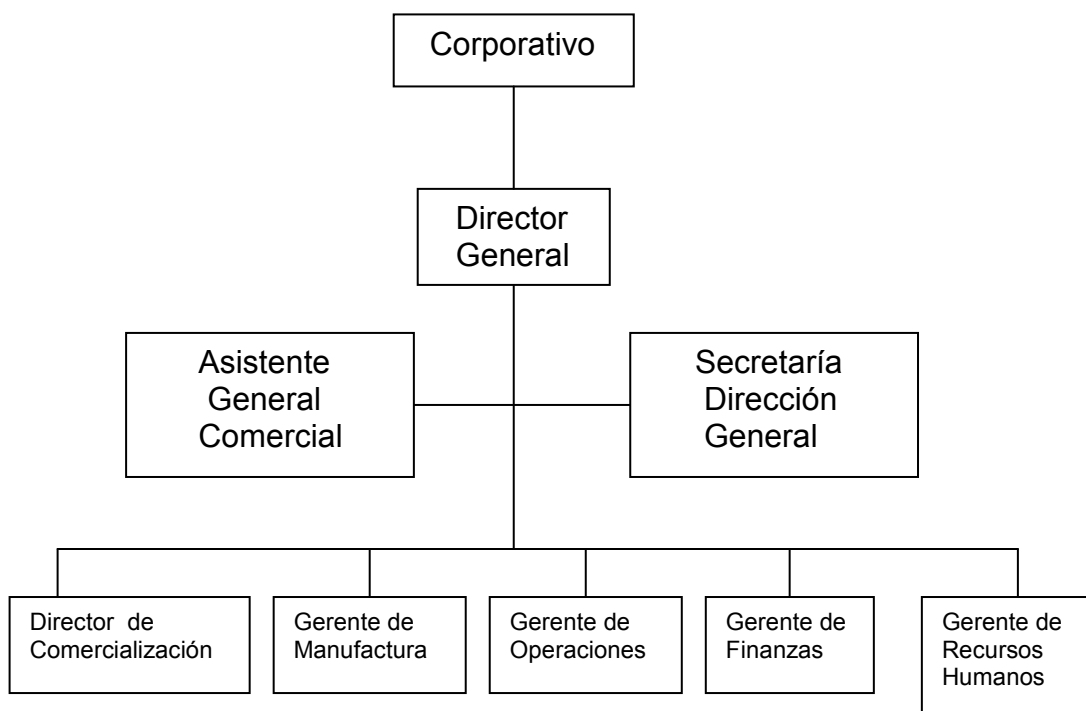 Corporativo
Director
General
Asistente
General
Comercial
Secretaría
Dirección
General
Director de
Comercialización
Gerente de
Manufactura
Gerente de
Operaciones
Gerente de
Finanzas
Gerente de
Recursos
Humanos